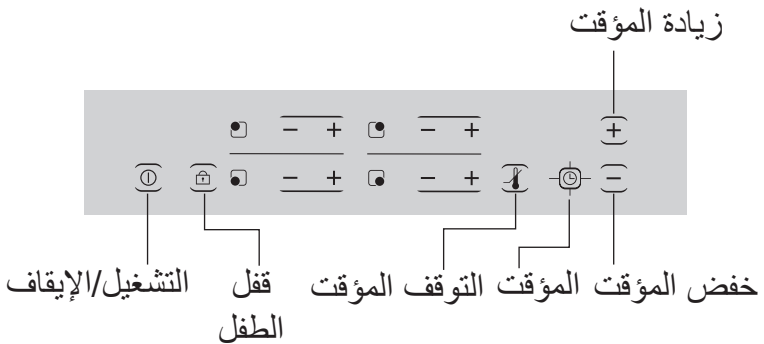 زيادة المؤقت
− + − + +
− + − + −
خفض المؤقت
المؤقت
التوقف المؤقت
قفل
الطفل
التشغيل/الإيقاف